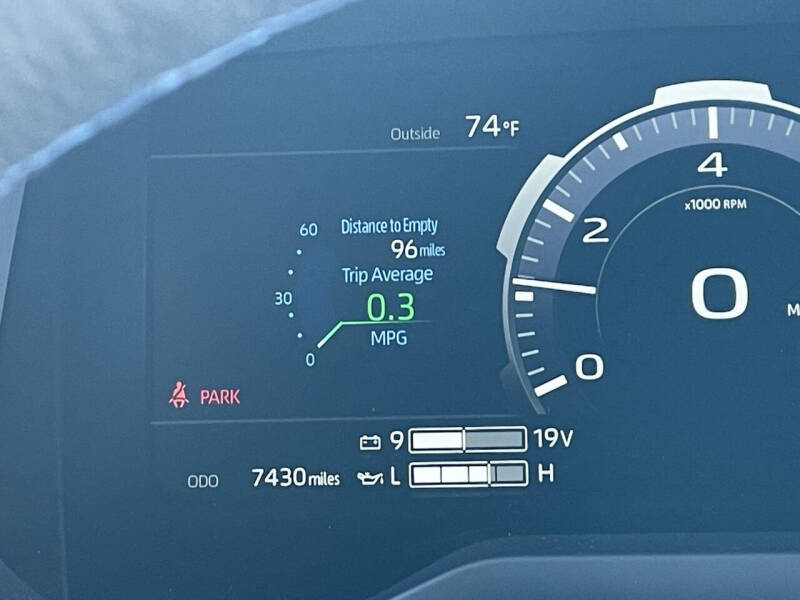 Outside 74°F
60 Distance to Empty
96 miles
Trip Average
30
0.3
MPG
0
PARK
4
x1000 RPM
2
0
0
9 19V
ODO 7430 miles L H